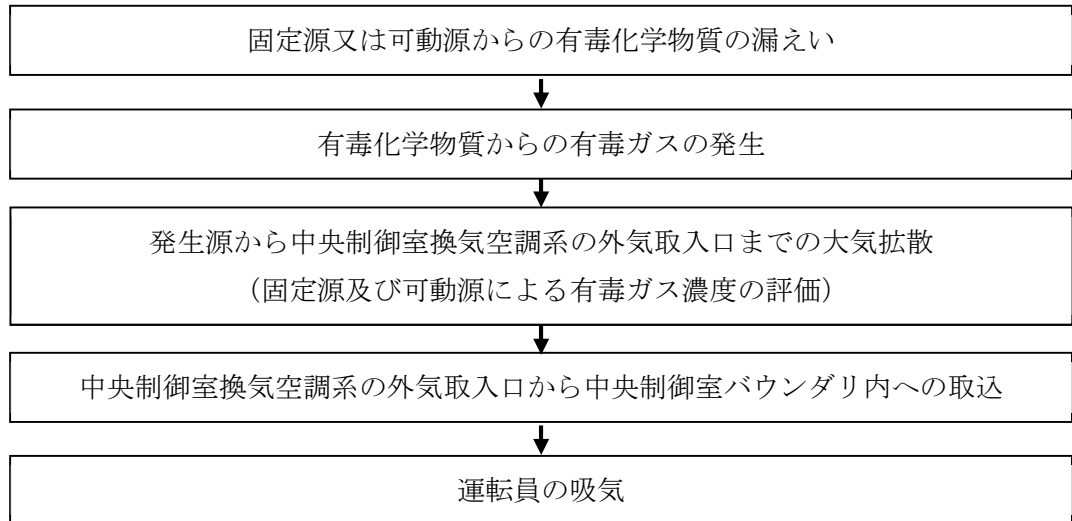 固定源又は可動源からの有毒化学物質の漏えい
有毒化学物質からの有毒ガスの発生
発生源から中央制御室換気空調系の外気取入口までの大気拡散
（固定源及び可動源による有毒ガス濃度の評価）
中央制御室換気空調系の外気取入口から中央制御室バウンダリ内への取込
運転員の吸気